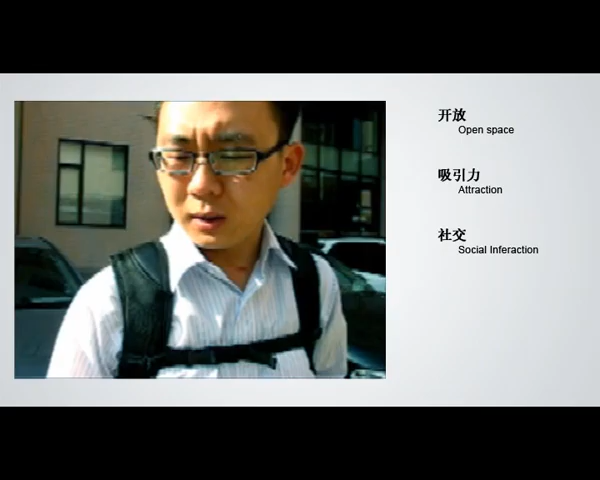 开放
Open space
吸引力
Attraction
社交
Social Inferaction